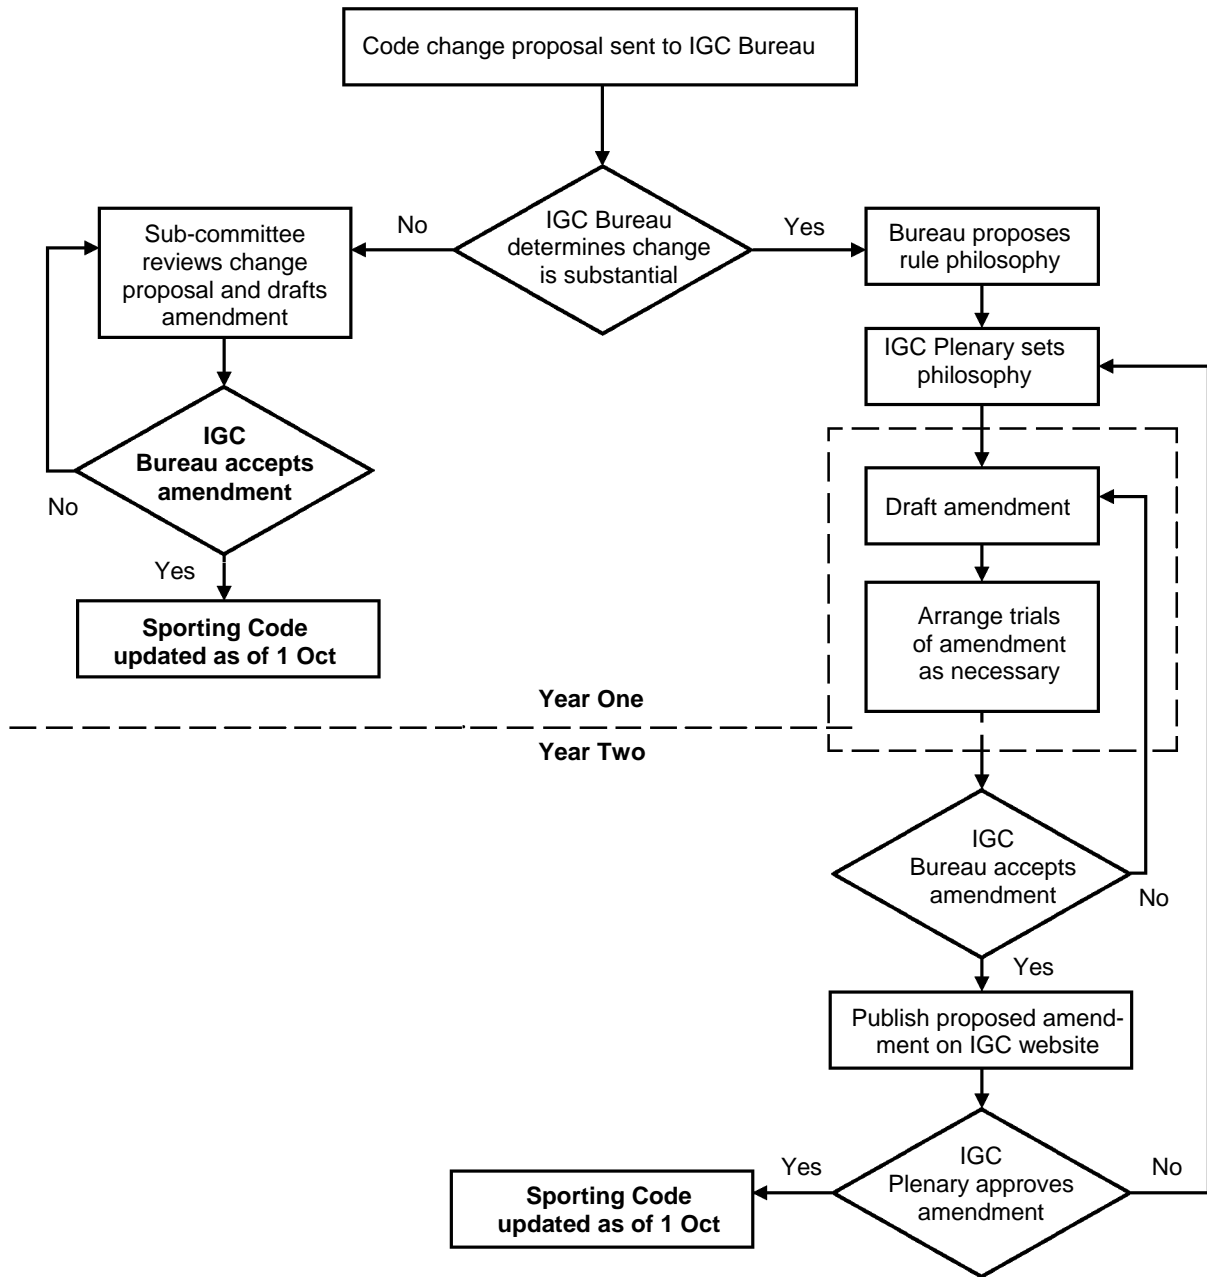 Code change proposal sent to IGC Bureau
No
IGC Bureau
determines change
is substantial
Yes
Sub-committee
reviews change
proposal and drafts
amendment
Bureau proposes
rule philosophy
IGC Plenary sets
philosophy
IGC
Bureau accepts
amendment
No
Yes
Sporting Code
updated as of 1 Oct
Draft amendment
Arrange trials
of amendment
as necessary
Year One
Year Two
IGC
Bureau accepts
amendment
No
Yes
Publish proposed amend-
ment on IGC website
IGC
Plenary approves
amendment
Yes
No
Sporting Code
updated as of 1 Oct